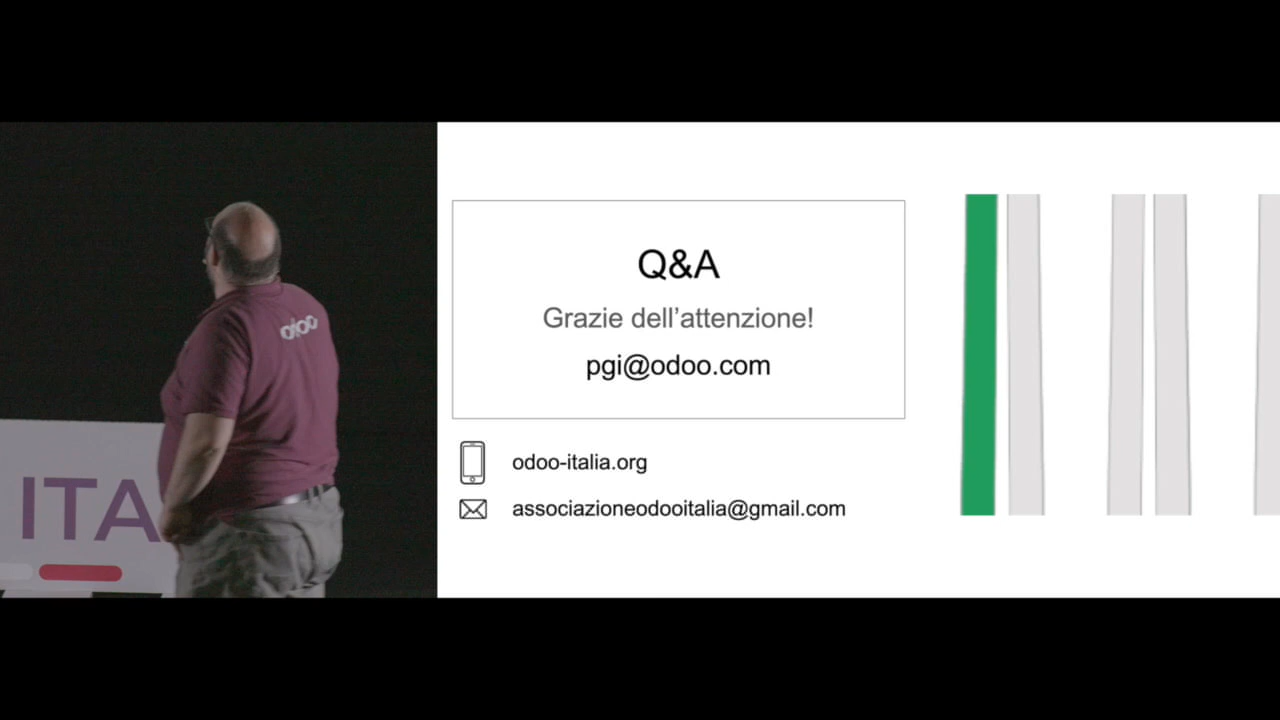 odoo
ITA
Q&A
Grazie dell’attenzione!
pgi@odoo.com
odoo-italia.org
associazioneodooitalia@gmail.com